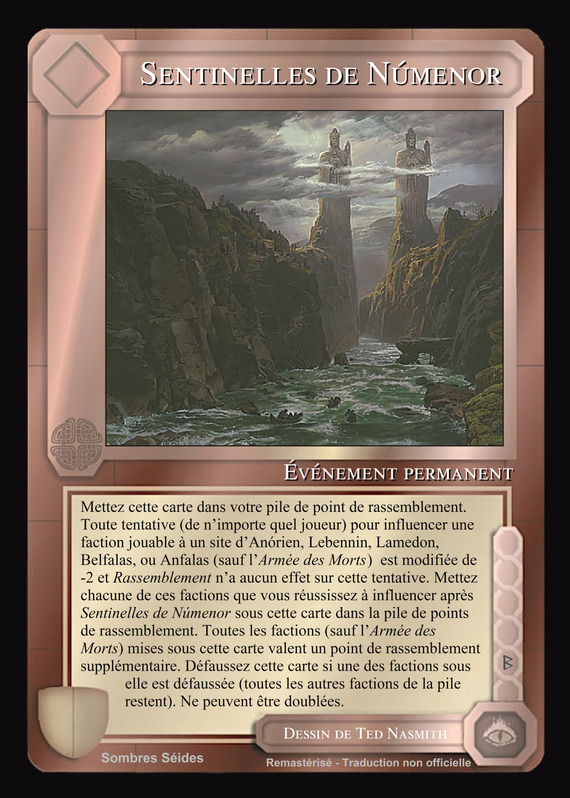 Sentinelles de Númenor
Événement permanent
Mettez cette carte dans votre pile de point de rassemblement.
Toute tentative (de n'importe quel joueur) pour influencer une
faction jouable à un site d'Anórien, Lebennin, Lamedon,
Belfalas, ou Anfalas (sauf l'Armée des Morts) est modifiée de
-2 et Rassemblement n'a aucun effet sur cette tentative. Mettez
chacune de ces factions que vous réussissez à influencer après
Sentinelles de Númenor sous cette carte dans la pile de points
de rassemblement. Toutes les factions (sauf l'Armée des
Morts) mises sous cette carte valent un point de rassemblement
supplémentaire. Défaussez cette carte si une des factions sous
elle est défaussée (toutes les autres factions de la pile
restent). Ne peuvent être doublées.
Dessin de Ted Nasmith
Sombres Séides
Remastérisé - Traduction non officielle